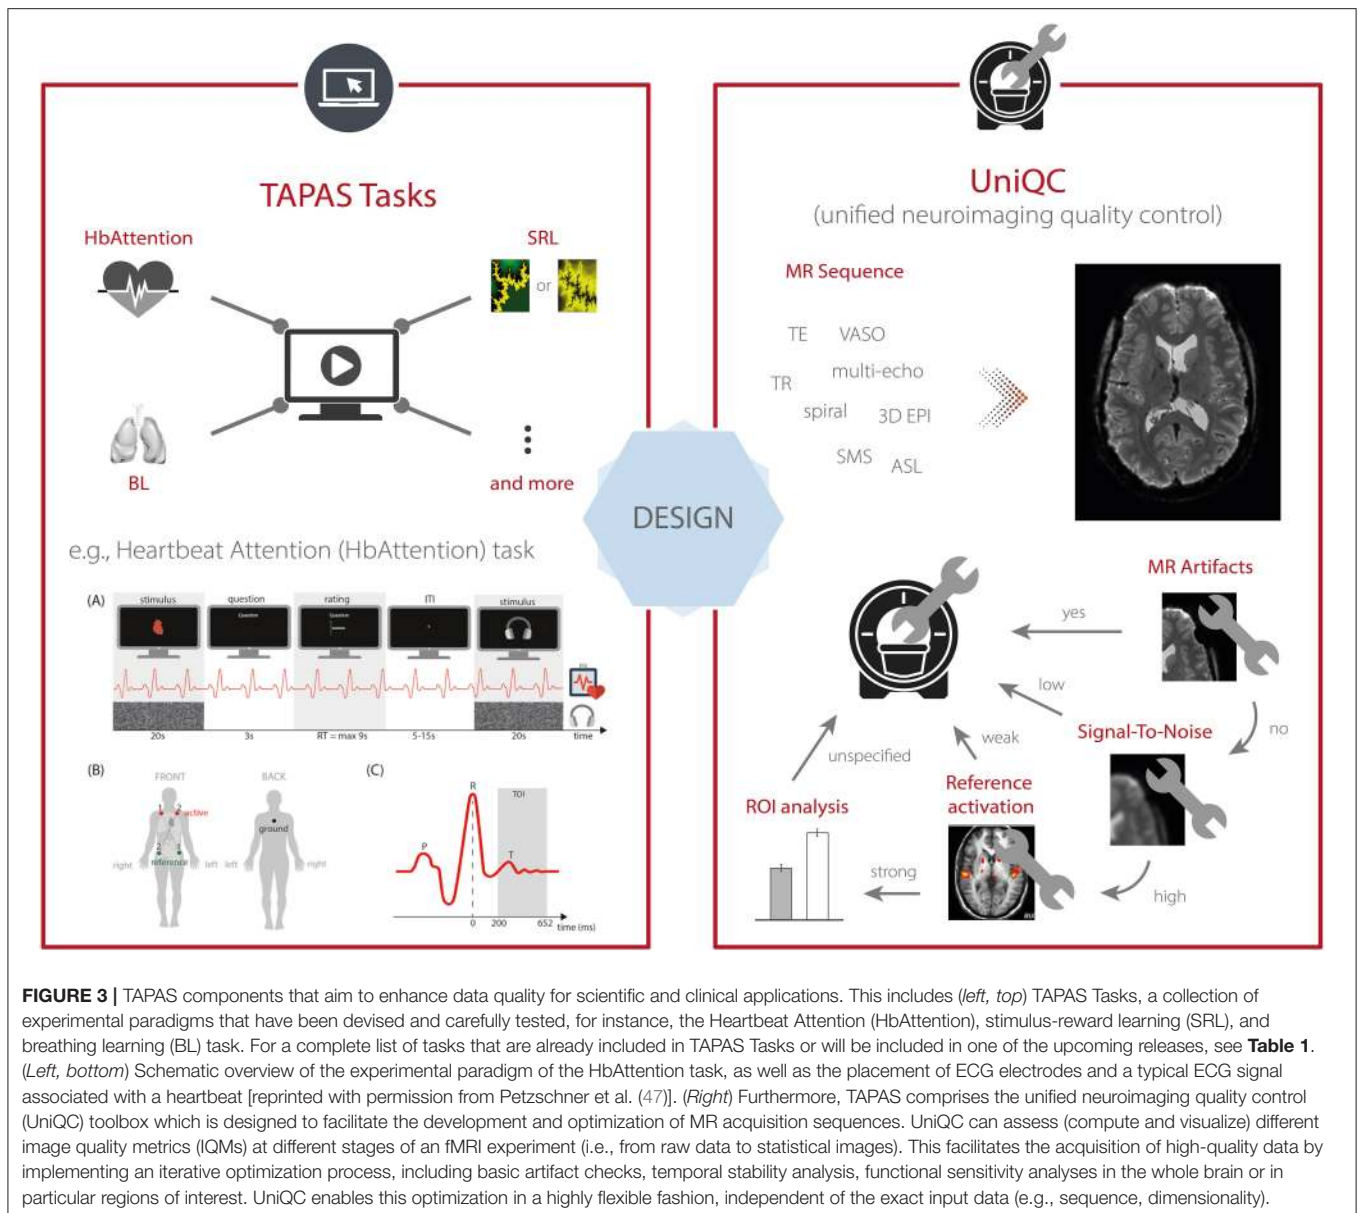 TAPAS Tasks
HbAttention
SRL
or
BL
and more
e.g., Heartbeat Attention (HbAttention) task
(A)
stimulus question rating ITI stimulus
Question Question
20s 3s RT = max 9s 5-15s 20s time
(B)
FRONT BACK
1 2
active
ground
2 1
reference
right left left right
(C)
R
TOI
P
T
0 200 652 time (ms)
DESIGN
UniQC
(unified neuroimaging quality control)
MR Sequence
TE VASO
TR multi-echo
spiral 3D EPI
SMS ASL
MR Artifacts
yes
no
low
Signal-To-Noise
high
weak
Reference
activation
strong
ROI analysis
unspecified
FIGURE 3 | TAPAS components that aim to enhance data quality for scientific and clinical applications. This includes (left, top) TAPAS Tasks, a collection of
experimental paradigms that have been devised and carefully tested, for instance, the Heartbeat Attention (HbAttention), stimulus-reward learning (SRL), and
breathing learning (BL) task. For a complete list of tasks that are already included in TAPAS Tasks or will be included in one of the upcoming releases, see Table 1.
(Left, bottom) Schematic overview of the experimental paradigm of the HbAttention task, as well as the placement of ECG electrodes and a typical ECG signal
associated with a heartbeat [reprinted with permission from Petzschner et al. (47)]. (Right) Furthermore, TAPAS comprises the unified neuroimaging quality control
(UniQC) toolbox which is designed to facilitate the development and optimization of MR acquisition sequences. UniQC can assess (compute and visualize) different
image quality metrics (IQMs) at different stages of an fMRI experiment (i.e., from raw data to statistical images). This facilitates the acquisition of high-quality data by
implementing an iterative optimization process, including basic artifact checks, temporal stability analysis, functional sensitivity analyses in the whole brain or in
particular regions of interest. UniQC enables this optimization in a highly flexible fashion, independent of the exact input data (e.g., sequence, dimensionality).